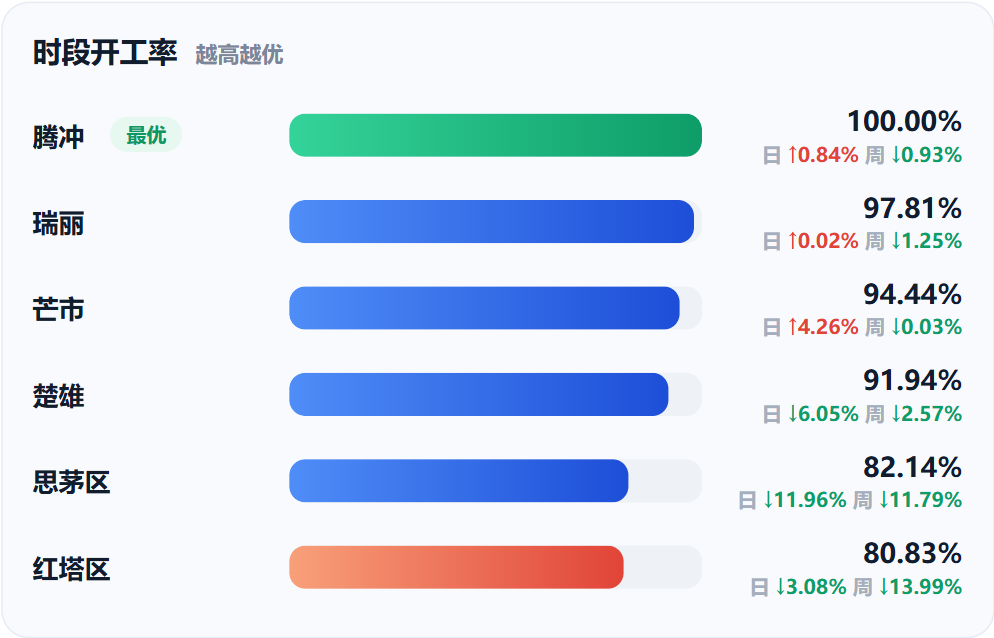 时段开工率 越高越优
腾冲 最优 100.00%
日 ↑0.84% 周 ↓0.93%
瑞丽 97.81%
日 ↑0.02% 周 ↓1.25%
芒市 94.44%
日 ↑4.26% 周 ↓0.03%
楚雄 91.94%
日 ↓6.05% 周 ↓2.57%
思茅区 82.14%
日 ↓11.96% 周 ↓11.79%
红塔区 80.83%
日 ↓3.08% 周 ↓13.99%